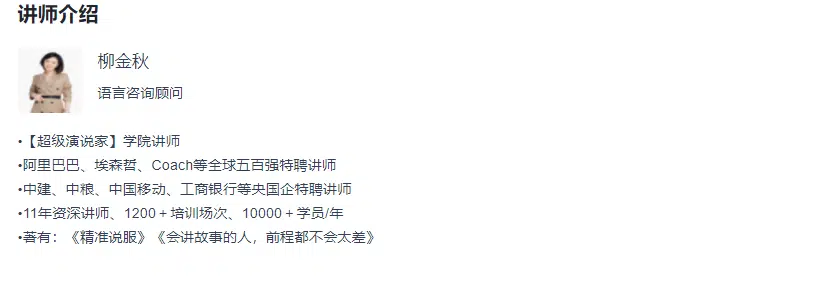 讲师介绍
柳金秋
语言咨询顾问
•【超级演说家】学院讲师
•阿里巴巴、埃森哲、Coach等全球五百强特聘讲师
•中建、中粮、中国移动、工商银行等央国企特聘讲师
•11年资深讲师、1200＋培训场次、10000＋学员/年
•著有：《精准说服》《会讲故事的人，前程都不会太差》